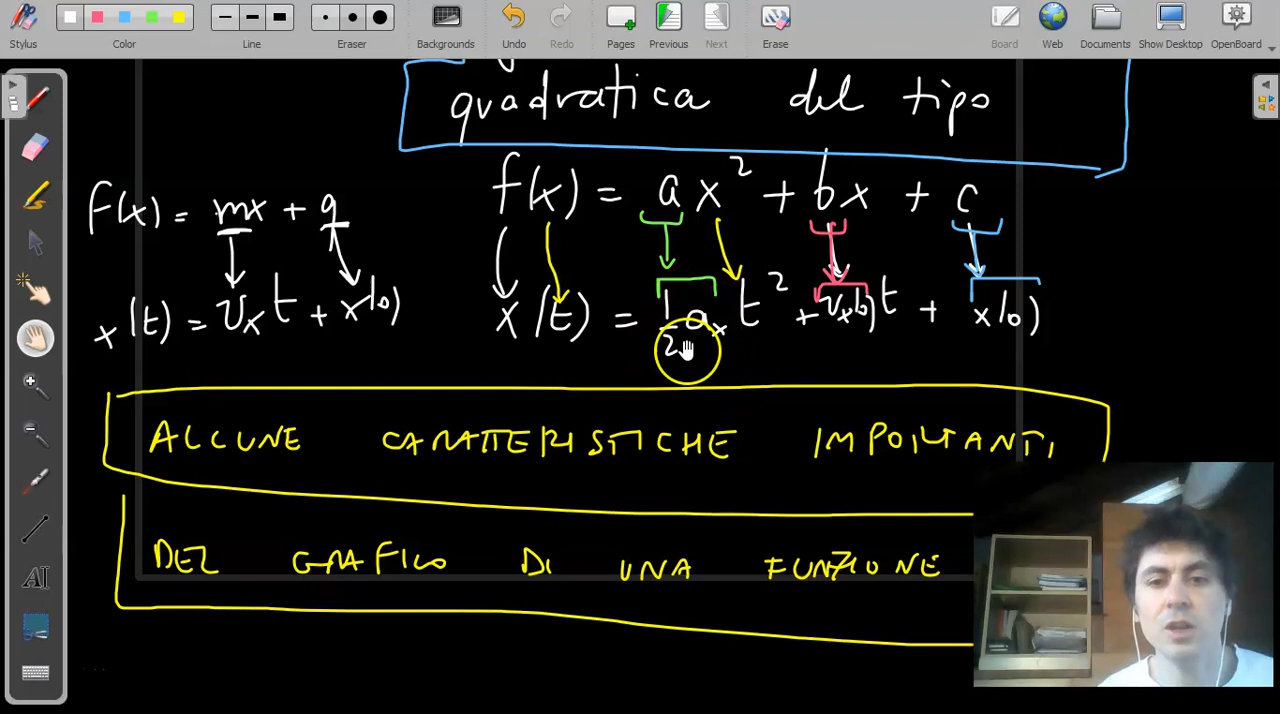 Stylus Color Line Eraser Backgrounds Undo Redo Pages Previous Next Erase Board Web Documents Show Desktop OpenBoard
quadratica del tipo
f(x) = mx + q
f(x) = ax² + bx + c
x(t) = vₓt + x(0)
x(t) = 1/2 aₓ t² + vₓ(0)t + x(0)
ALCUNE CARATTERISTICHE IMPORTANTI
DEL GRAFICO DI UNA FUNZIONE